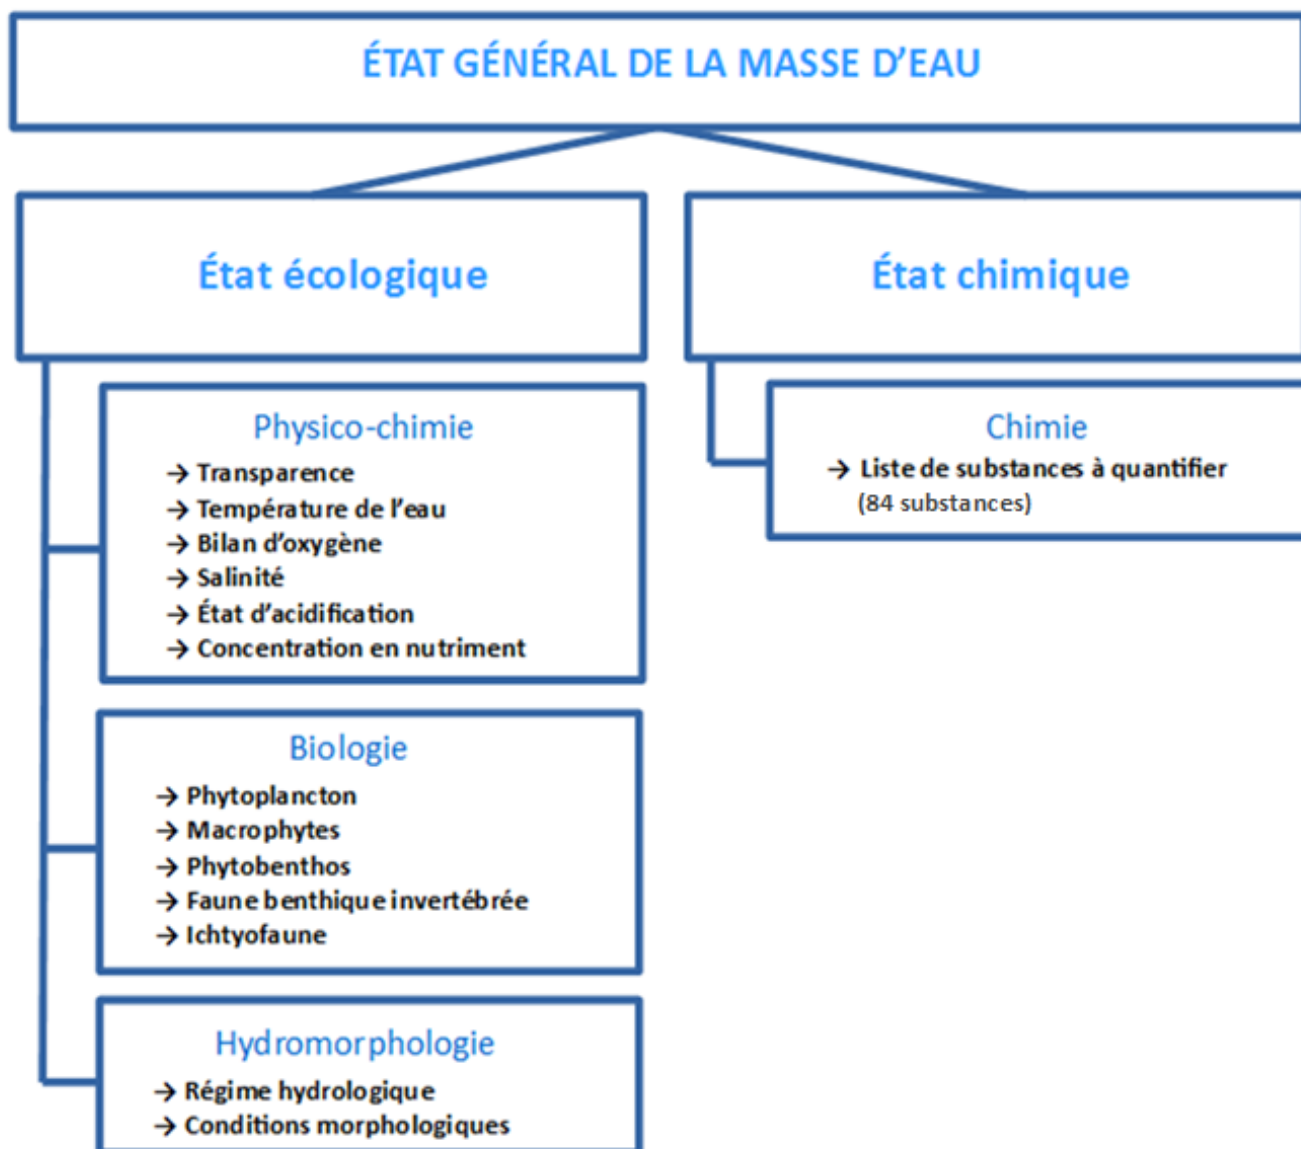 ÉTAT GÉNÉRAL DE LA MASSE D’EAU
État écologique
État chimique
Physico-chimie
→ Transparence
→ Température de l’eau
→ Bilan d’oxygène
→ Salinité
→ État d’acidification
→ Concentration en nutriment
Chimie
→ Liste de substances à quantifier
(84 substances)
Biologie
→ Phytoplancton
→ Macrophytes
→ Phytobenthos
→ Faune benthique invertébrée
→ Ichtyofaune
Hydromorphologie
→ Régime hydrologique
→ Conditions morphologiques